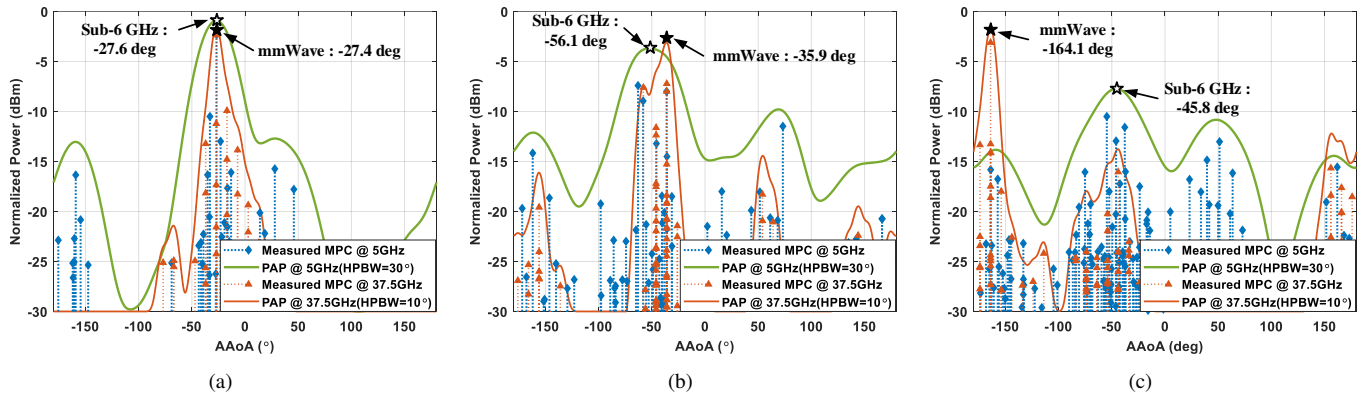 Sub-6 GHz :
-27.6 deg
mmWave : -27.4 deg
Normalized Power (dBm)
0
-5
-10
-15
-20
-25
-30
-150 -100 -50 0 50 100 150
AAoA (°)
Measured MPC @ 5GHz
PAP @ 5GHz(HPBW=30°)
Measured MPC @ 37.5GHz
PAP @ 37.5GHz(HPBW=10°)
(a)
Sub-6 GHz :
-56.1 deg
mmWave : -35.9 deg
Normalized Power (dBm)
0
-5
-10
-15
-20
-25
-30
-150 -100 -50 0 50 100 150
AAoA (°)
Measured MPC @ 5GHz
PAP @ 5GHz(HPBW=30°)
Measured MPC @ 37.5GHz
PAP @ 37.5GHz(HPBW=10°)
(b)
mmWave :
-164.1 deg
Sub-6 GHz :
-45.8 deg
Normalized Power (dBm)
0
-5
-10
-15
-20
-25
-30
-150 -100 -50 0 50 100 150
AAoA (deg)
Measured MPC @ 5GHz
PAP @ 5GHz(HPBW=30°)
Measured MPC @ 37.5GHz
PAP @ 37.5GHz(HPBW=10°)
(c)